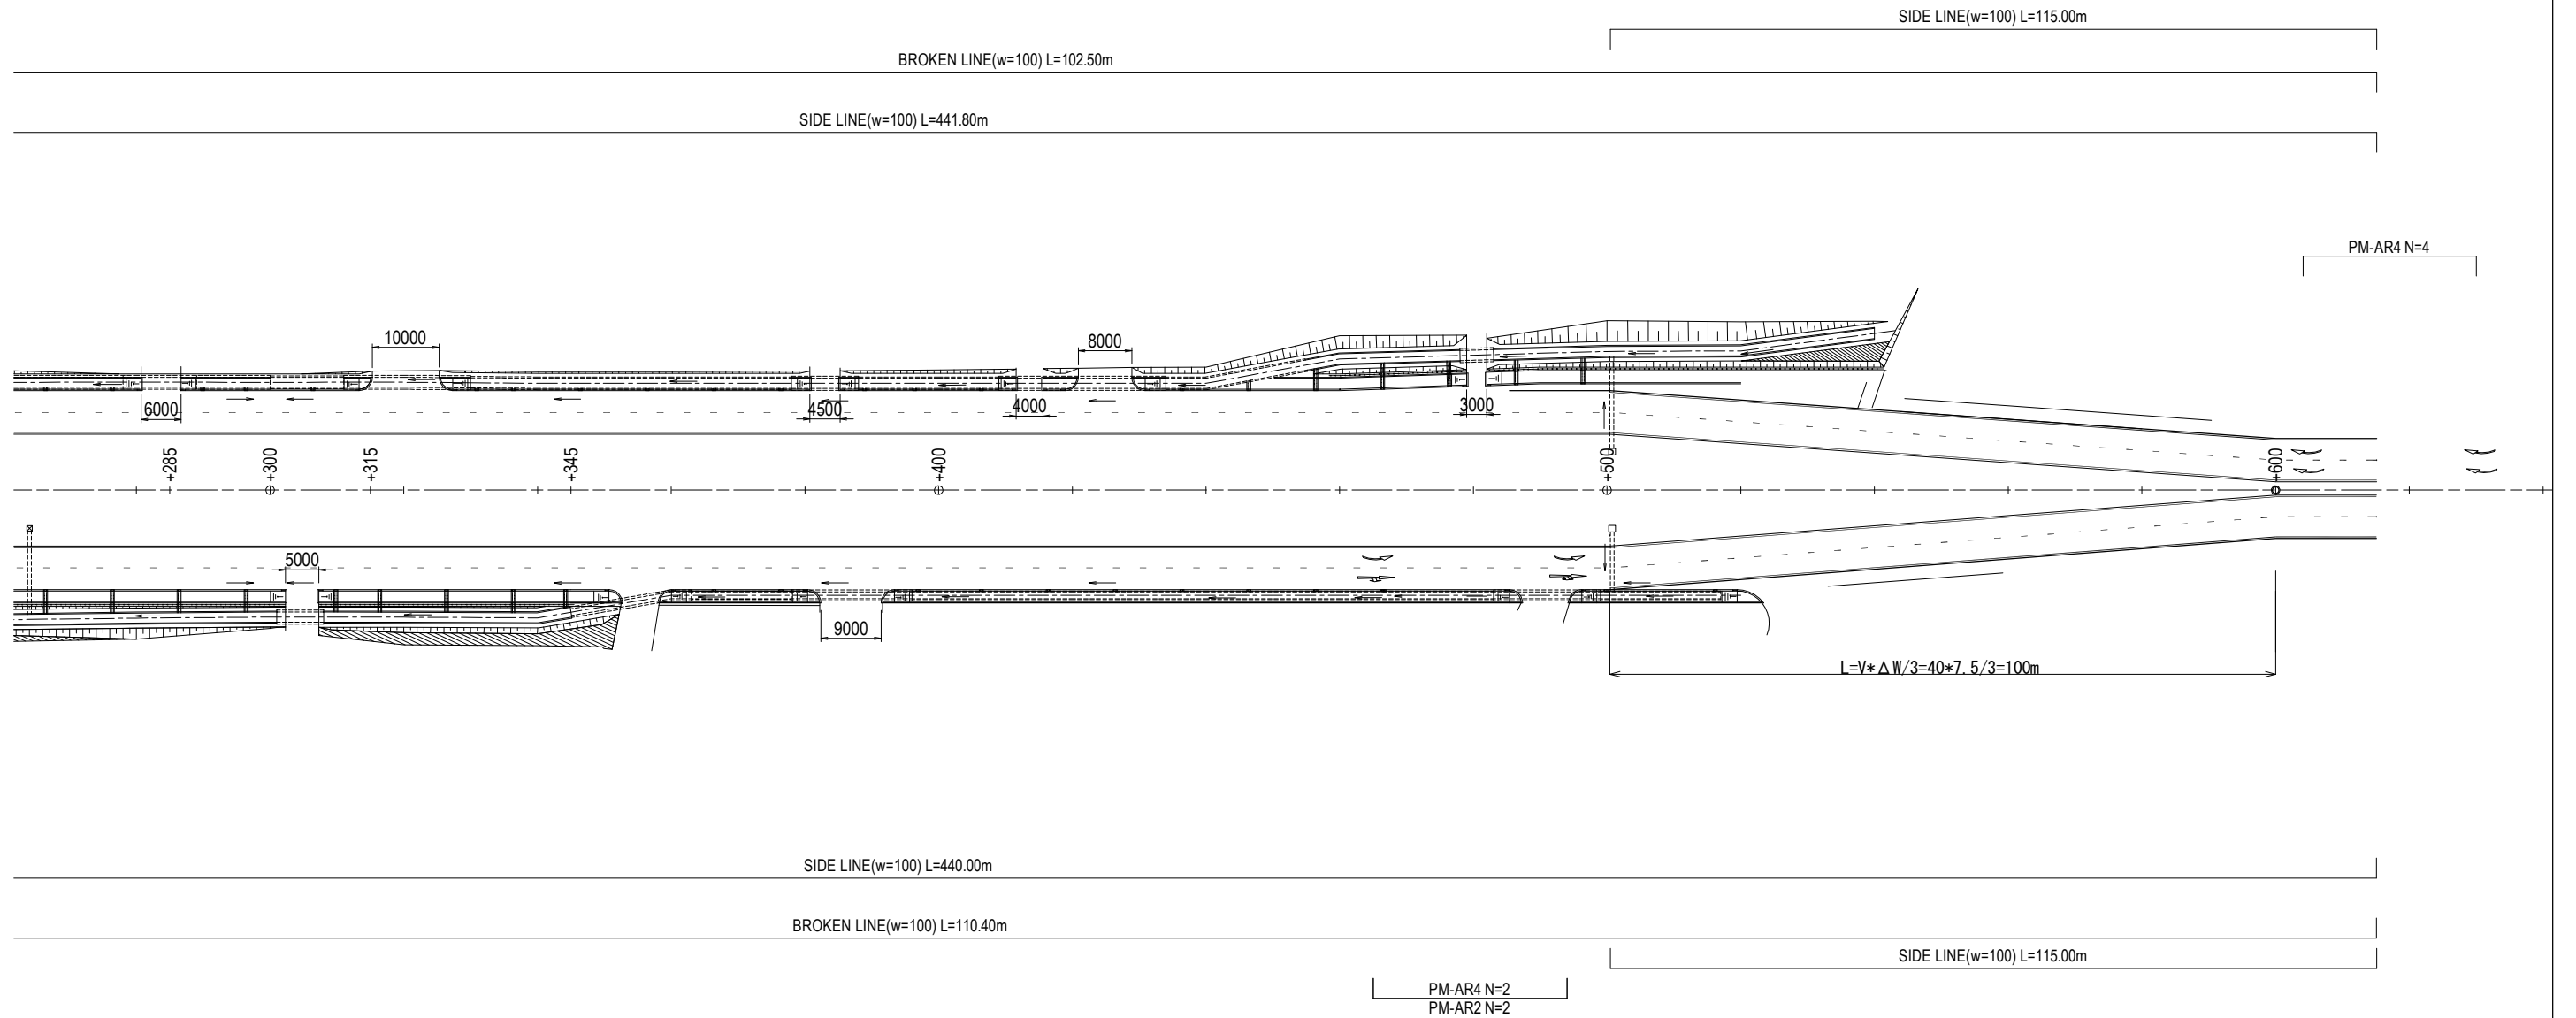 SIDE LINE(w=100) L=115.00m
BROKEN LINE(w=100) L=102.50m
SIDE LINE(w=100) L=441.80m
PM-AR4 N=4
10000
8000
6000
4500
4000
3000
+285
+300
+315
+345
+400
+500
+600
5000
9000
L=V*ΔW/3=40*7.5/3=100m
SIDE LINE(w=100) L=440.00m
BROKEN LINE(w=100) L=110.40m
SIDE LINE(w=100) L=115.00m
PM-AR4 N=2
PM-AR2 N=2